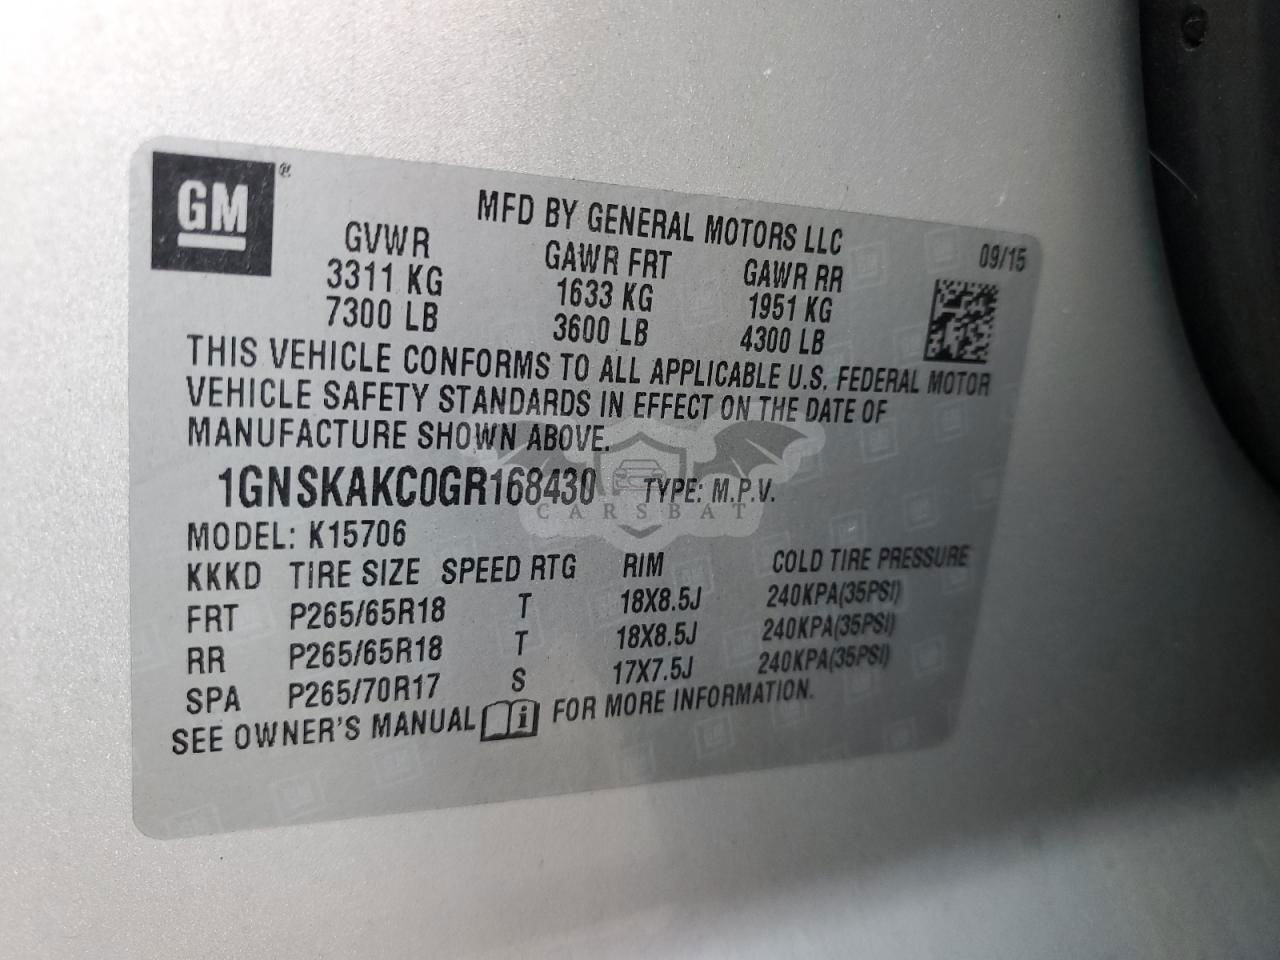 GM ®
MFD BY GENERAL MOTORS LLC 09/15
GVWR GAWR FRT GAWR RR
3311 KG 1633 KG 1951 KG
7300 LB 3600 LB 4300 LB
THIS VEHICLE CONFORMS TO ALL APPLICABLE U.S. FEDERAL MOTOR
VEHICLE SAFETY STANDARDS IN EFFECT ON THE DATE OF
MANUFACTURE SHOWN ABOVE.
1GNSKAKC0GR168430 TYPE: M.P.V.
CARSBAT
MODEL: K15706
KKKD TIRE SIZE SPEED RTG RIM COLD TIRE PRESSURE
FRT P265/65R18 T 18X8.5J 240KPA(35PSI)
RR P265/65R18 T 18X8.5J 240KPA(35PSI)
SPA P265/70R17 S 17X7.5J 240KPA(35PSI)
SEE OWNER'S MANUAL i FOR MORE INFORMATION.